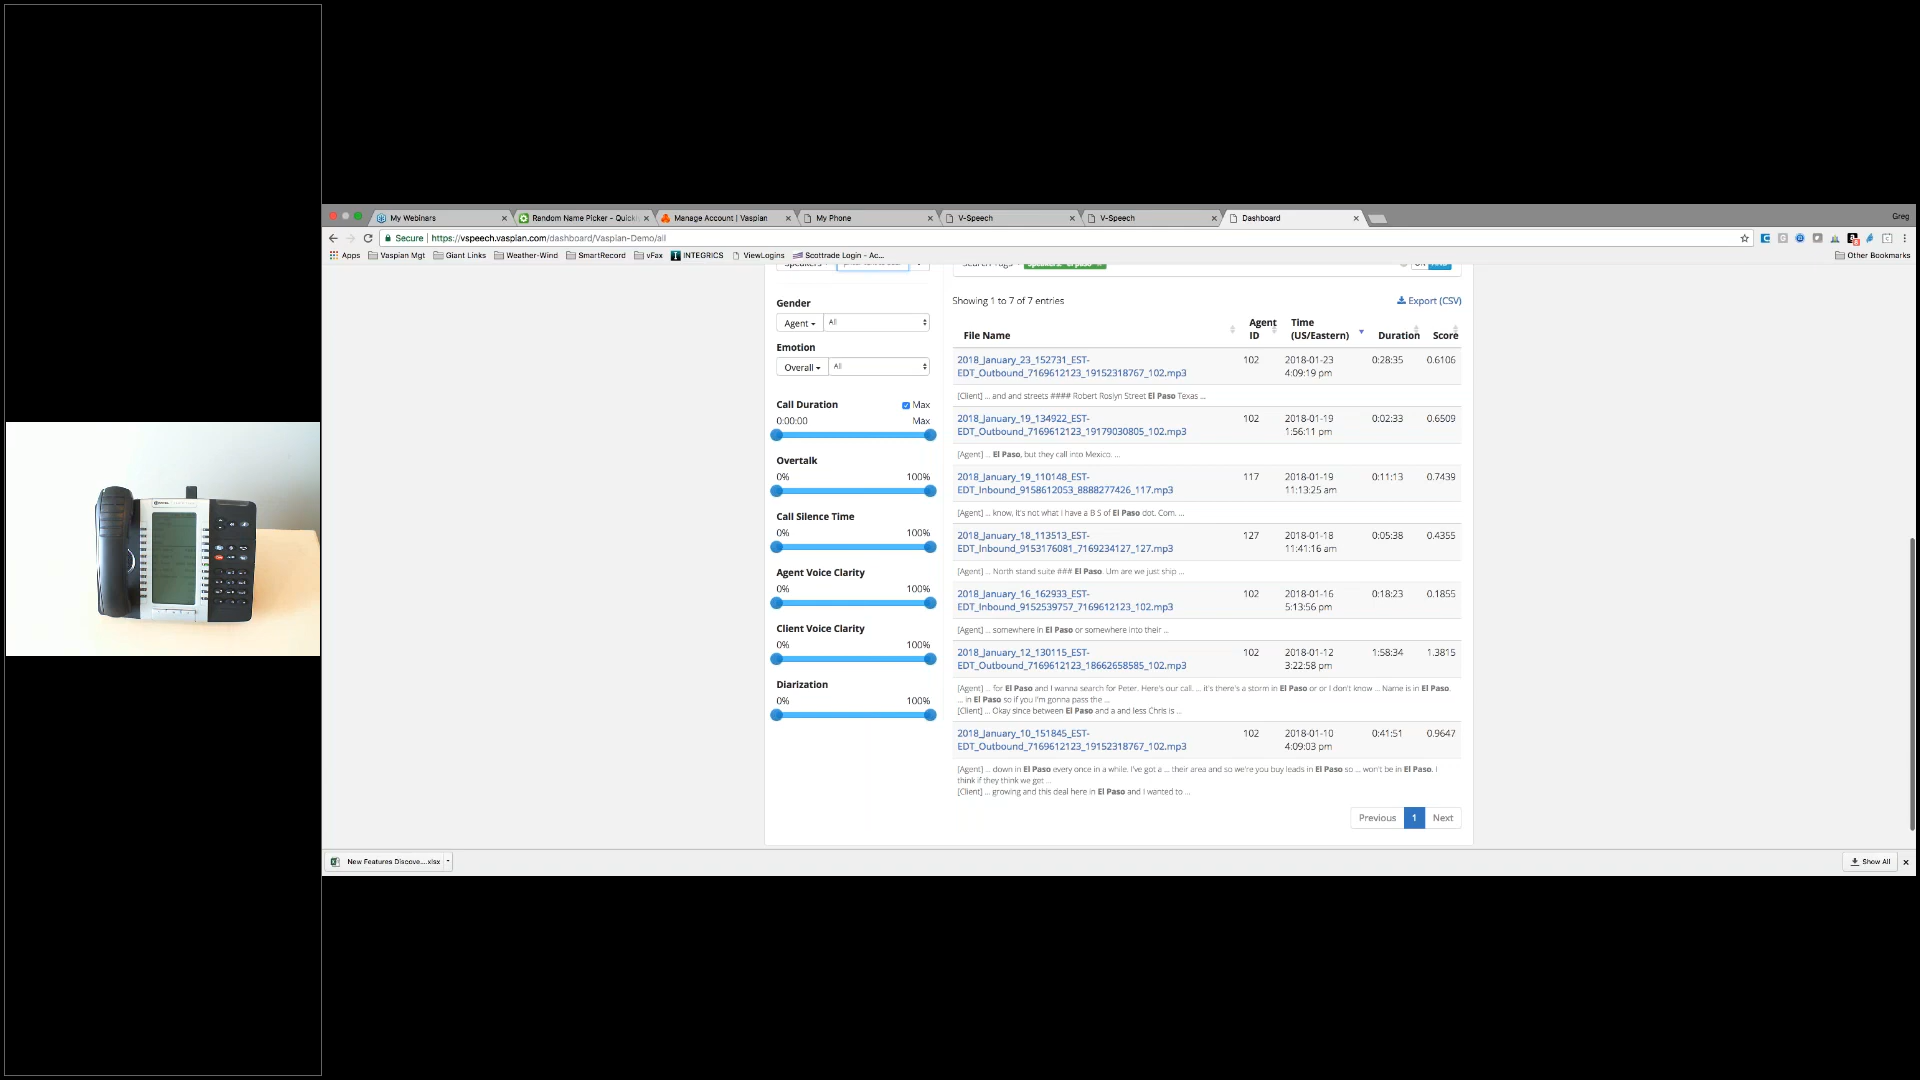 My Webinars
Random Name Picker - Quick
Manage Account | Vaspian
My Phone
V-Speech
V-Speech
Dashboard
Greg
Secure | https://vspeech.vaspian.com/dashboard/Vaspian-Demo/all
Apps
Vaspian Mgt
Giant Links
Weather-Wind
SmartRecord
vFax
INTEGRICS
ViewLogins
Scottrade Login - Ac...
Other Bookmarks
Gender
Agent
All
Emotion
Overall
All
Call Duration
Max
0:00:00 Max
Overtalk
0% 100%
Call Silence Time
0% 100%
Agent Voice Clarity
0% 100%
Client Voice Clarity
0% 100%
Diarization
0% 100%
Showing 1 to 7 of 7 entries
Export (CSV)
File Name Agent ID Time (US/Eastern) Duration Score
2018_January_23_152731_EST- 102 2018-01-23 0:28:35 0.6106
EDT_Outbound_7169612123_19152318767_102.mp3 4:09:19 pm
[Client] ... and and streets #### Robert Roslyn Street El Paso Texas ...
2018_January_19_134922_EST- 102 2018-01-19 0:02:33 0.6509
EDT_Outbound_7169612123_19179030805_102.mp3 1:56:11 pm
[Agent] ... El Paso, but they call into Mexico. ...
2018_January_19_110148_EST- 117 2018-01-19 0:11:13 0.7439
EDT_Inbound_9158612053_8888277426_117.mp3 11:13:25 am
[Agent] ... know, It's not what I have a B S of El Paso dot. Com. ...
2018_January_18_113513_EST- 127 2018-01-18 0:05:38 0.4355
EDT_Inbound_9153176081_7169234127_127.mp3 11:41:16 am
[Agent] ... North stand suite ### El Paso. Um are we just ship ...
2018_January_16_162933_EST- 102 2018-01-16 0:18:23 0.1855
EDT_Inbound_9152539757_7169612123_102.mp3 5:13:56 pm
[Agent] ... somewhere in El Paso or somewhere into their ...
2018_January_12_130115_EST- 102 2018-01-12 1:58:34 1.3815
EDT_Outbound_7169612123_18662658585_102.mp3 3:22:58 pm
[Agent] ... for El Paso and I wanna search for Peter. Here's our call. ... it's there's a storm in El Paso or or I don't know ... Name is in El Paso.
... in El Paso so if you I'm gonna pass the ...
[Client] ... Okay since between El Paso and a and less Chris is ...
2018_January_10_151845_EST- 102 2018-01-10 0:41:51 0.9647
EDT_Outbound_7169612123_19152318767_102.mp3 4:09:03 pm
[Agent] ... down in El Paso every once in a while. I've got a ... their area and so we're you buy leads in El Paso so ... won't be in El Paso. I
think if they think we get ...
[Client] ... growing and this deal here in El Paso and I wanted to ...
Previous 1 Next
New Features Discove....xlsx
Show All